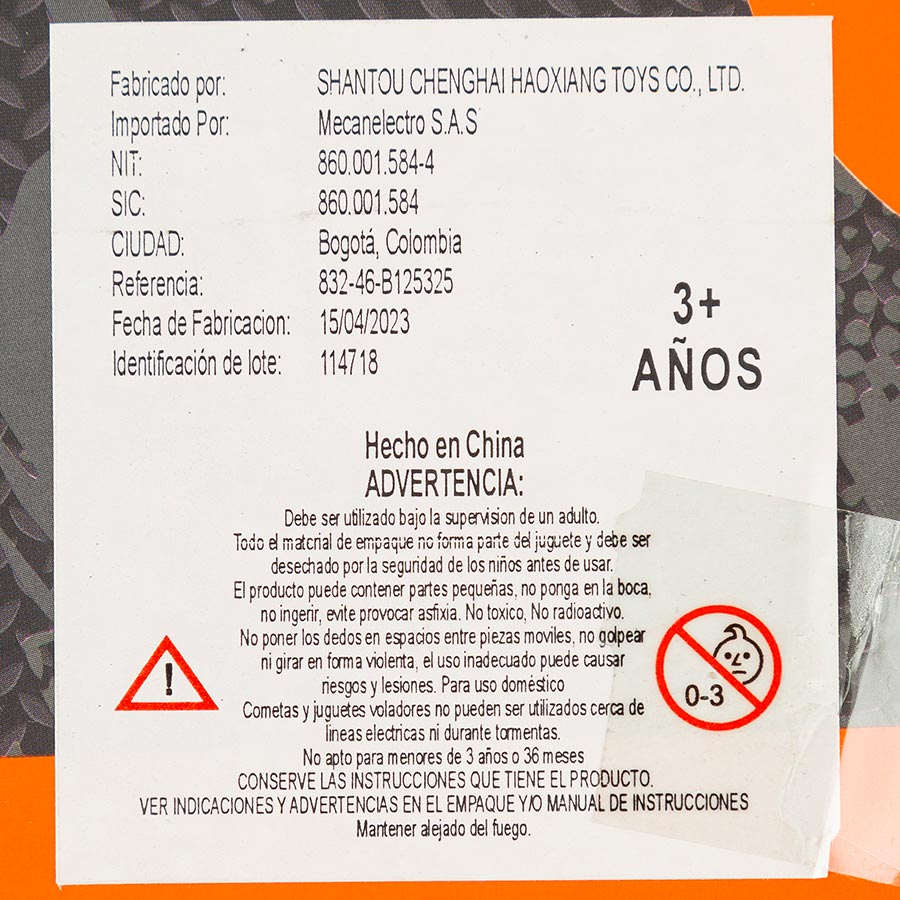 Fabricado por: SHANTOU CHENGHAI HAOXIANG TOYS CO., LTD.
Importado Por: Mecanelectro S.A.S
NIT: 860.001.584-4
SIC: 860.001.584
CIUDAD: Bogotá, Colombia
Referencia: 832-46-B125325
Fecha de Fabricacion: 15/04/2023
Identificación de lote: 114718
3+
AÑOS
Hecho en China
ADVERTENCIA:
Debe ser utilizado bajo la supervision de un adulto.
Todo el material de empaque no forma parte del juguete y debe ser
desechado por la seguridad de los niños antes de usar.
El producto puede contener partes pequeñas, no ponga en la boca,
no ingerir, evite provocar asfixia. No toxico, No radioactivo.
No poner los dedos en espacios entre piezas moviles, no golpear
ni girar en forma violenta, el uso inadecuado puede causar
riesgos y lesiones. Para uso doméstico
Cometas y juguetes voladores no pueden ser utilizados cerca de
lineas electricas ni durante tormentas.
No apto para menores de 3 años o 36 meses
CONSERVE LAS INSTRUCCIONES QUE TIENE EL PRODUCTO.
VER INDICACIONES Y ADVERTENCIAS EN EL EMPAQUE Y/O MANUAL DE INSTRUCCIONES
Mantener alejado del fuego.
!
0-3